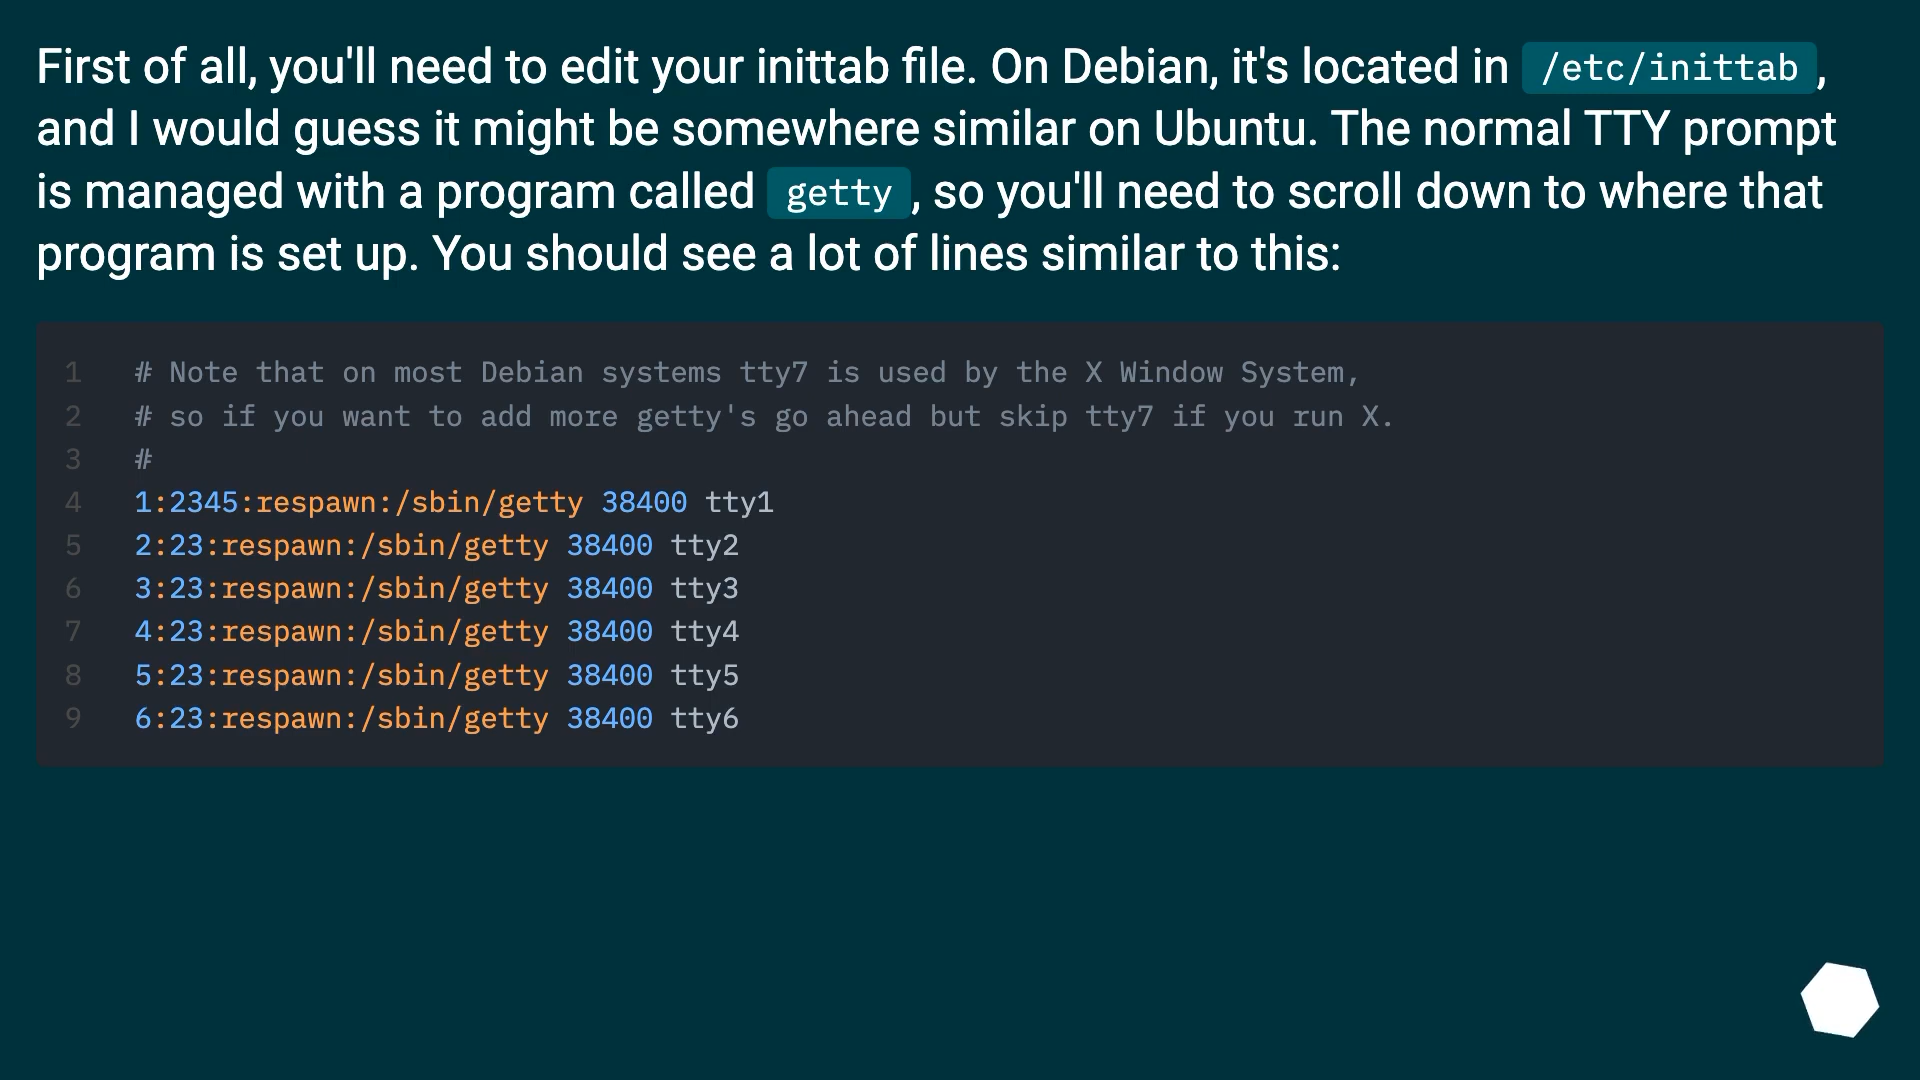 First of all, you'll need to edit your inittab file. On Debian, it's located in /etc/inittab,
and I would guess it might be somewhere similar on Ubuntu. The normal TTY prompt
is managed with a program called getty, so you'll need to scroll down to where that
program is set up. You should see a lot of lines similar to this:
1 # Note that on most Debian systems tty7 is used by the X Window System,
2 # so if you want to add more getty's go ahead but skip tty7 if you run X.
3 #
4 1:2345:respawn:/sbin/getty 38400 tty1
5 2:23:respawn:/sbin/getty 38400 tty2
6 3:23:respawn:/sbin/getty 38400 tty3
7 4:23:respawn:/sbin/getty 38400 tty4
8 5:23:respawn:/sbin/getty 38400 tty5
9 6:23:respawn:/sbin/getty 38400 tty6